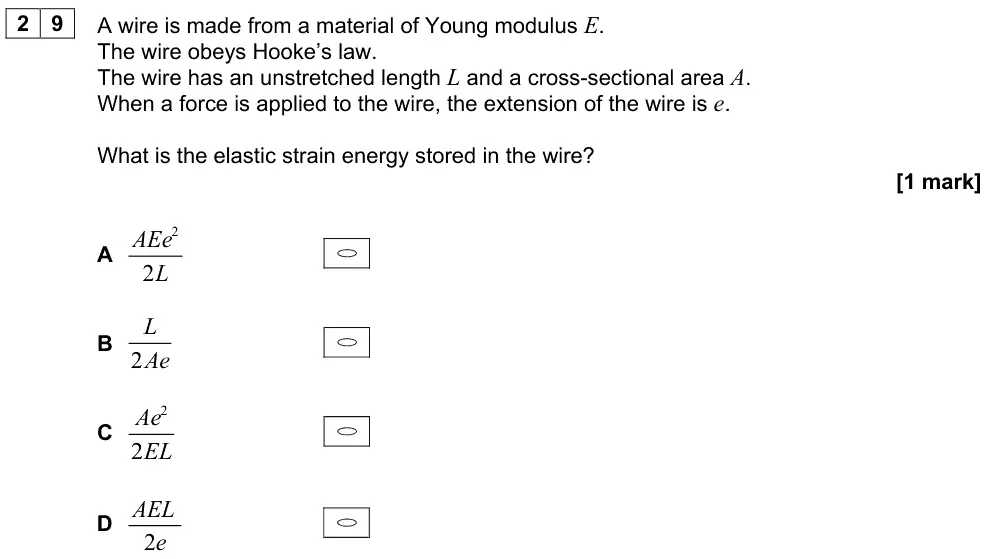 2 9 A wire is made from a material of Young modulus E.
The wire obeys Hooke's law.
The wire has an unstretched length L and a cross-sectional area A.
When a force is applied to the wire, the extension of the wire is e.
What is the elastic strain energy stored in the wire?
[1 mark]
A AEe²
2L
B L
2Ae
C Ae²
2EL
D AEL
2e